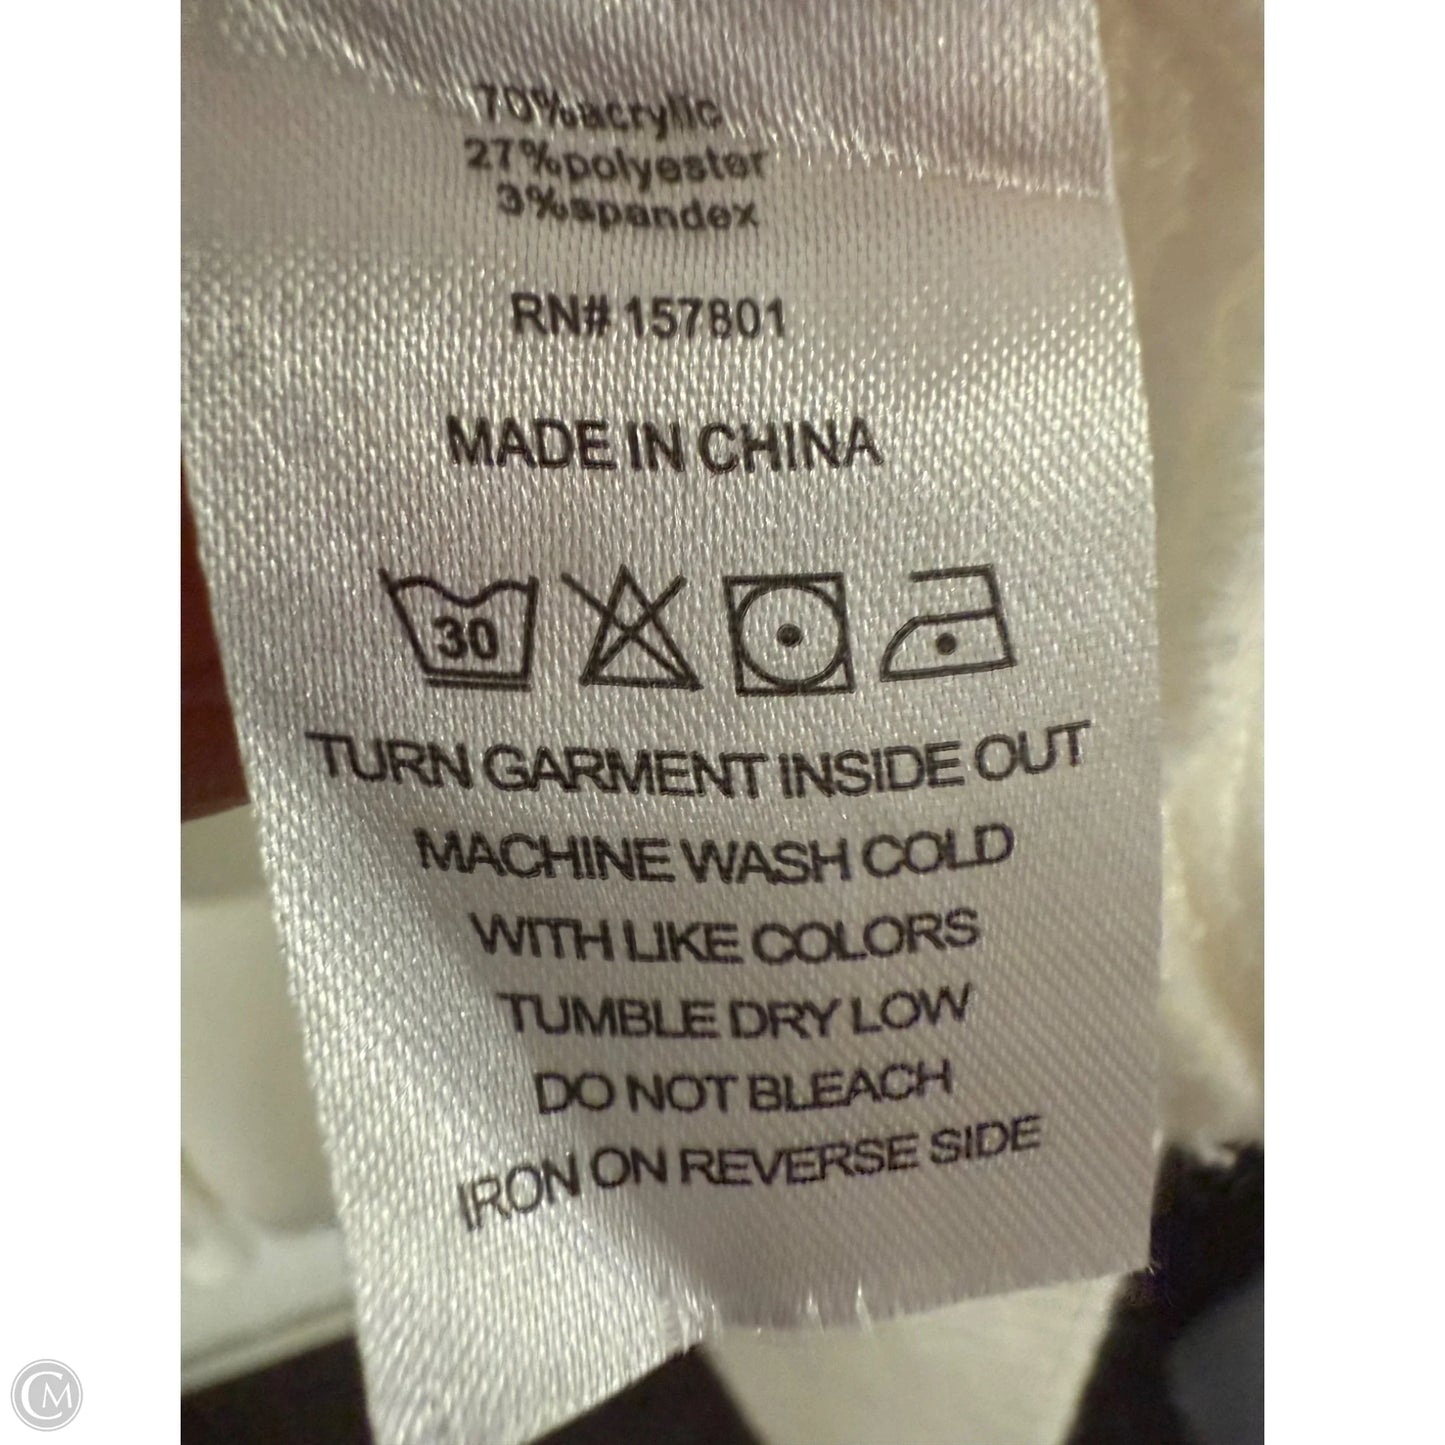 70%acrylic
27%polyester
3%spandex
RN# 157801
MADE IN CHINA
30
TURN GARMENT INSIDE OUT
MACHINE WASH COLD
WITH LIKE COLORS
TUMBLE DRY LOW
DO NOT BLEACH
IRON ON REVERSE SIDE
CM